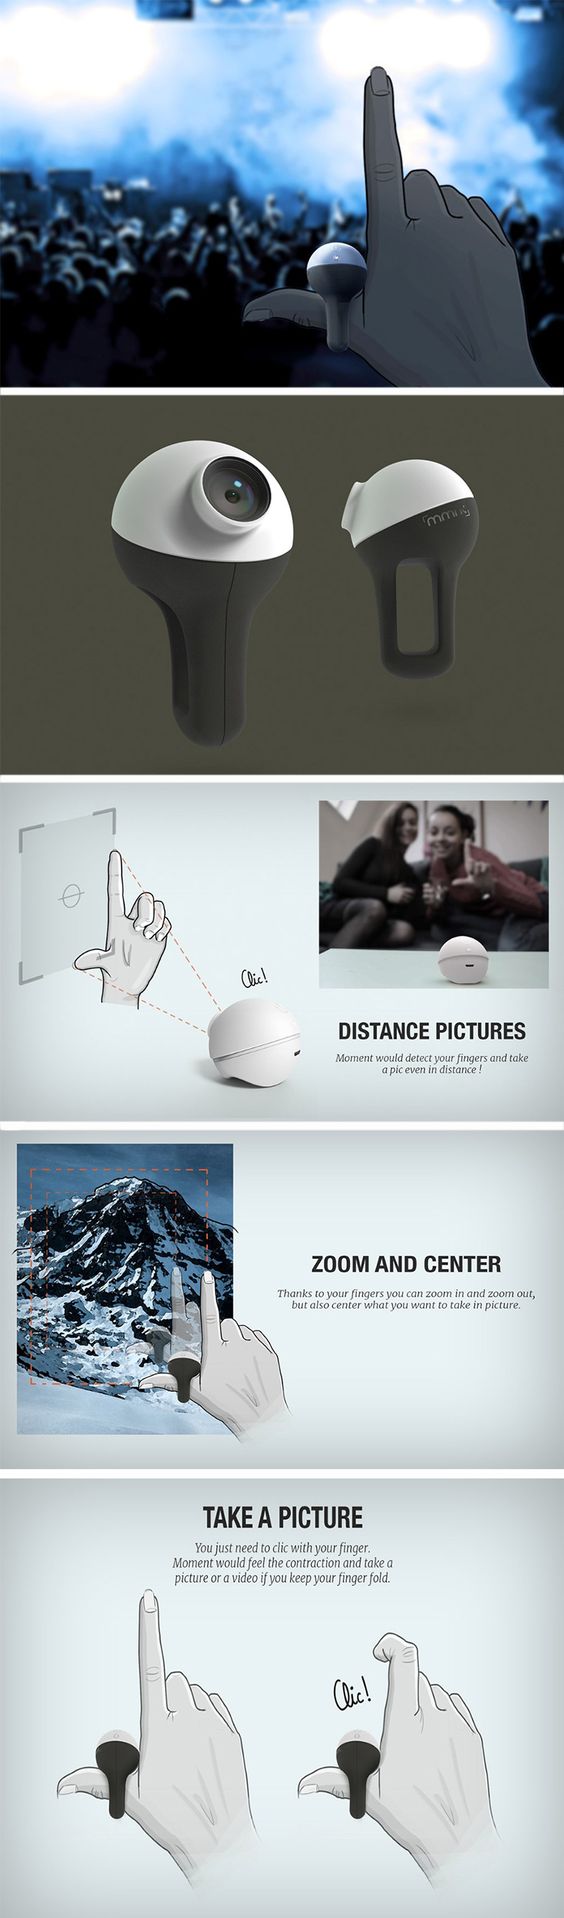 Clic!
DISTANCE PICTURES
Moment would detect your fingers and take
a pic even in distance !
ZOOM AND CENTER
Thanks to your fingers you can zoom in and zoom out,
but also center what you want to take in picture.
TAKE A PICTURE
You just need to clic with your finger.
Moment would feel the contraction and take a
picture or a video if you keep your finger fold.
Clic!